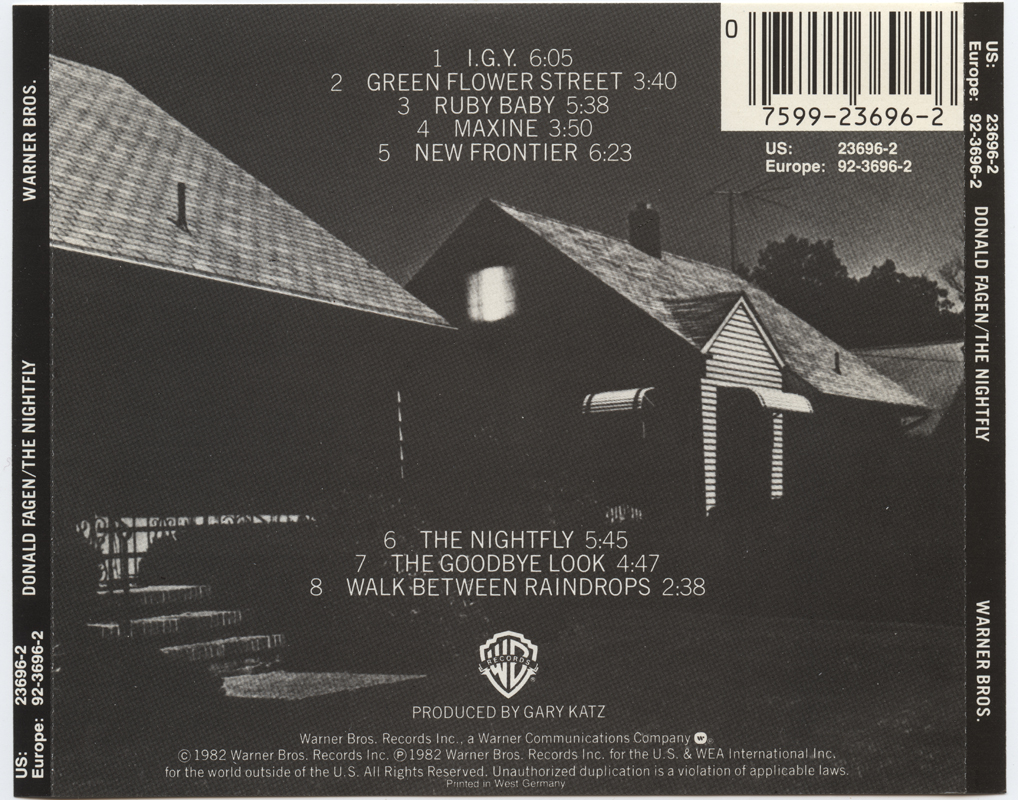 1 I.G.Y. 6:05
2 GREEN FLOWER STREET 3:40
3 RUBY BABY 5:38
4 MAXINE 3:50
5 NEW FRONTIER 6:23
0
7599-23696-2
US: 23696-2
Europe: 92-3696-2
6 THE NIGHTFLY 5:45
7 THE GOODBYE LOOK 4:47
8 WALK BETWEEN RAINDROPS 2:38
RECORDS
®
PRODUCED BY GARY KATZ
Warner Bros. Records Inc., a Warner Communications Company
©1982 Warner Bros. Records Inc. ℗1982 Warner Bros. Records Inc. for the U.S. & WEA International Inc.
for the world outside of the U.S. All Rights Reserved. Unauthorized duplication is a violation of applicable laws.
Printed in West Germany
US: 23696-2
Europe: 92-3696-2
DONALD FAGEN/THE NIGHTFLY
WARNER BROS.
US: 23696-2
Europe: 92-3696-2
DONALD FAGEN/THE NIGHTFLY
WARNER BROS.